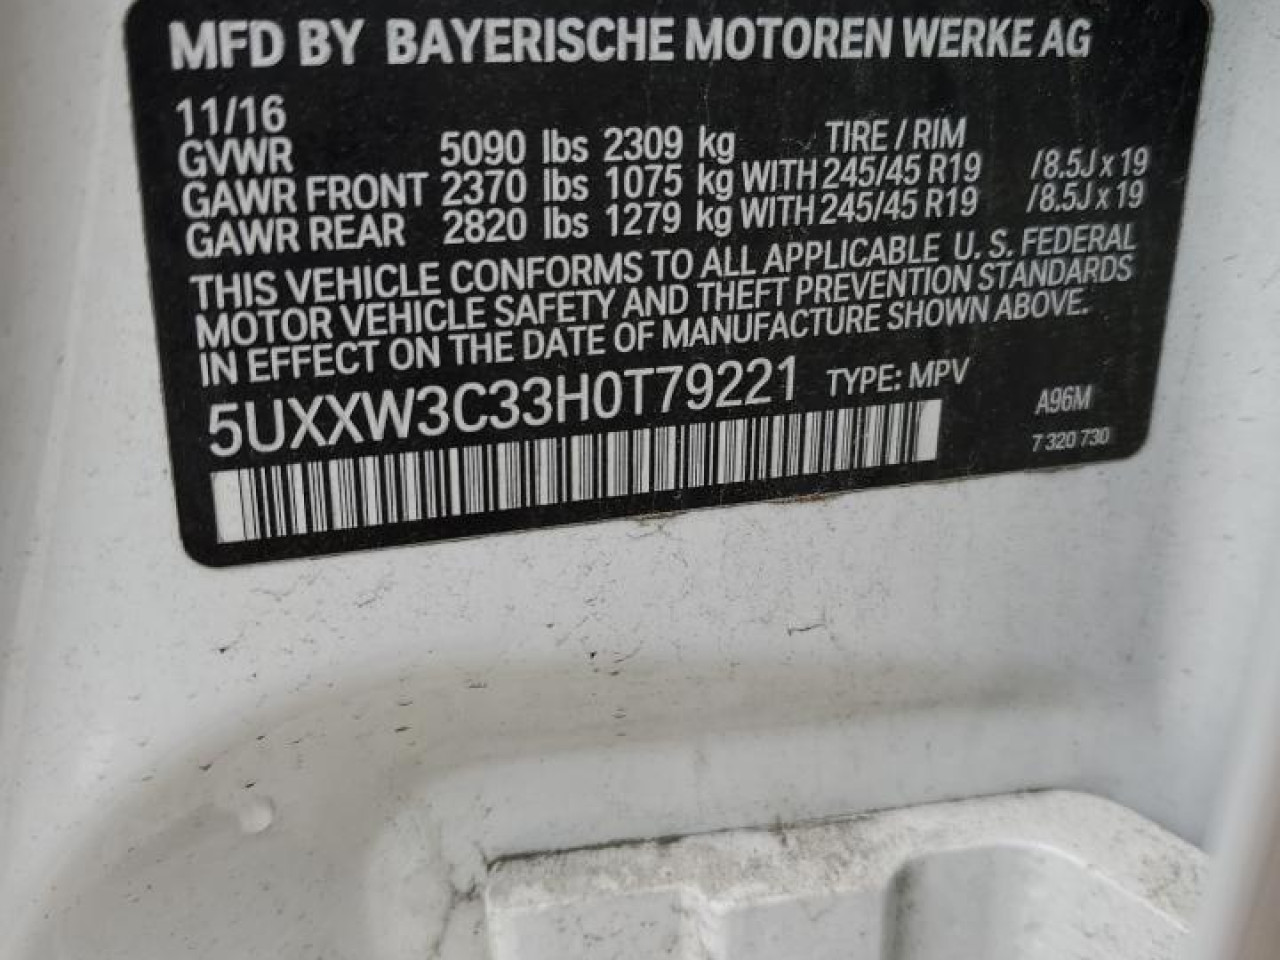 MFD BY BAYERISCHE MOTOREN WERKE AG
11/16
GVWR 5090 lbs 2309 kg TIRE / RIM
GAWR FRONT 2370 lbs 1075 kg WITH 245/45 R19 /8.5J x 19
GAWR REAR 2820 lbs 1279 kg WITH 245/45 R19 /8.5J x 19
THIS VEHICLE CONFORMS TO ALL APPLICABLE U. S. FEDERAL
MOTOR VEHICLE SAFETY AND THEFT PREVENTION STANDARDS
IN EFFECT ON THE DATE OF MANUFACTURE SHOWN ABOVE.
5UXXW3C33H0T79221 TYPE: MPV
A96M
7 320 730